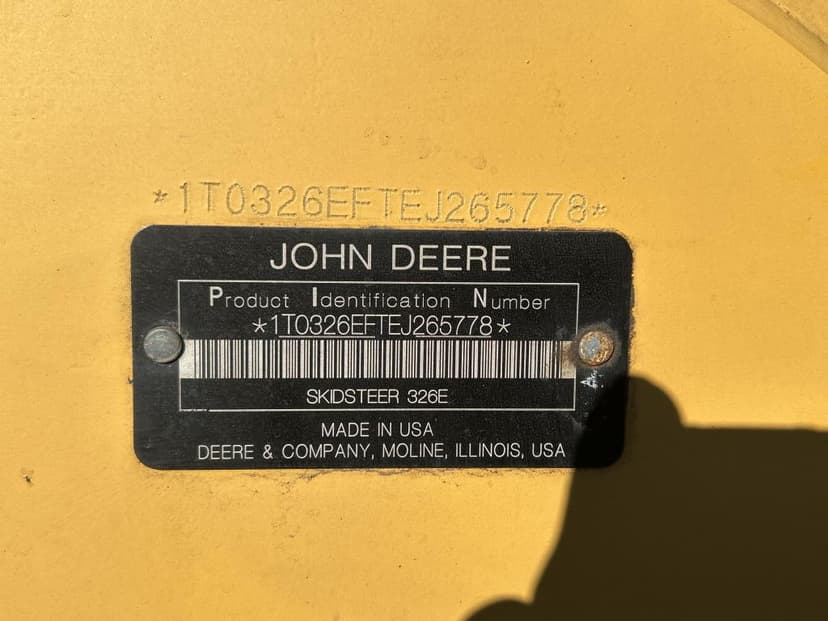 *1T0326EFTEJ265778*
JOHN DEERE
Product Identification Number
*1T0326EFTEJ265778*
SKIDSTEER 326E
MADE IN USA
DEERE & COMPANY, MOLINE, ILLINOIS, USA